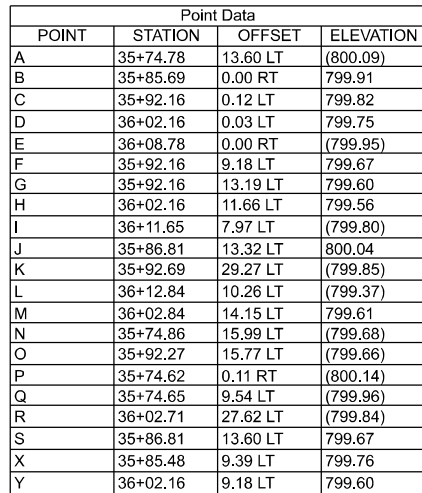 Point Data
POINT STATION OFFSET ELEVATION
A 35+74.78 13.60 LT (800.09)
B 35+85.69 0.00 RT 799.91
C 35+92.16 0.12 LT 799.82
D 36+02.16 0.03 LT 799.75
E 36+08.78 0.00 RT (799.95)
F 35+92.16 9.18 LT 799.67
G 35+92.16 13.19 LT 799.60
H 36+02.16 11.66 LT 799.56
I 36+11.65 7.97 LT (799.80)
J 35+86.81 13.32 LT 800.04
K 35+92.69 29.27 LT (799.85)
L 36+12.84 10.26 LT (799.37)
M 36+02.84 14.15 LT 799.61
N 35+74.86 15.99 LT (799.68)
O 35+92.27 15.77 LT (799.66)
P 35+74.62 0.11 RT (800.14)
Q 35+74.65 9.54 LT (799.96)
R 36+02.71 27.62 LT (799.84)
S 35+86.81 13.60 LT 799.67
X 35+85.48 9.39 LT 799.76
Y 36+02.16 9.18 LT 799.60